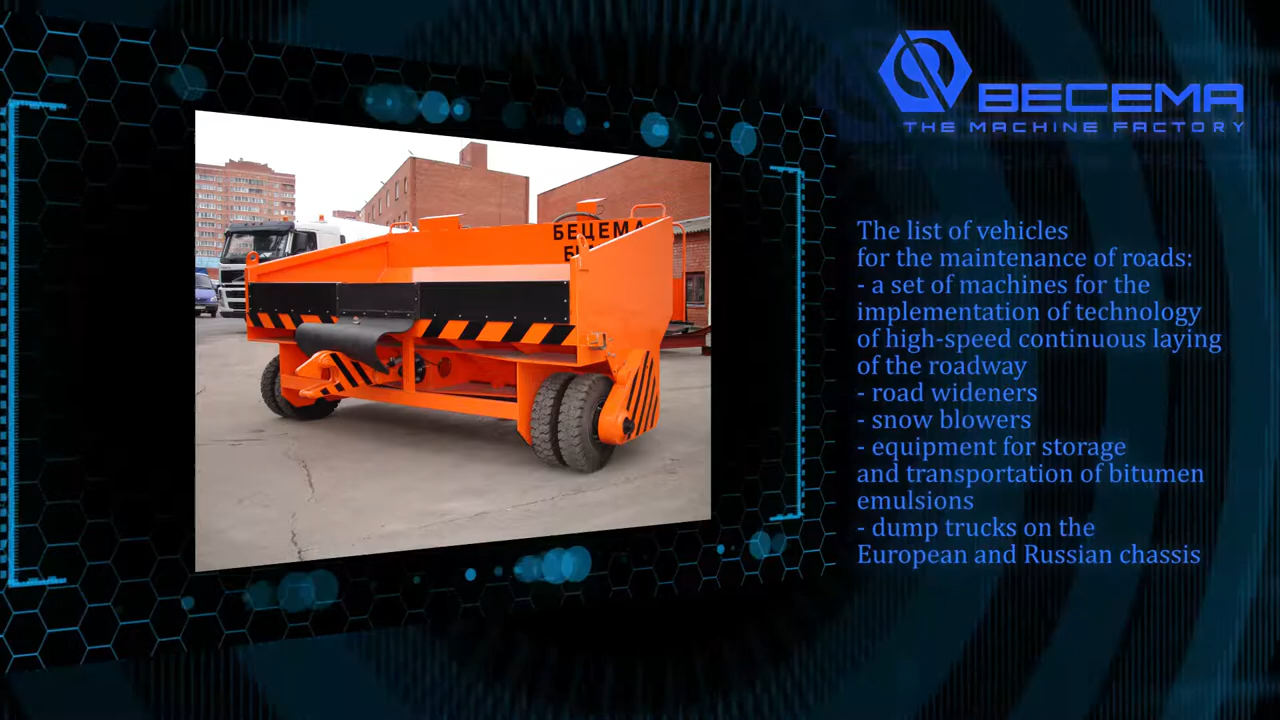 BECEMA
THE MACHINE FACTORY
БЕЦЕМА
The list of vehicles
for the maintenance of roads:
- a set of machines for the
implementation of technology
of high-speed continuous laying
of the roadway
- road wideners
- snow blowers
- equipment for storage
and transportation of bitumen
emulsions
- dump trucks on the
European and Russian chassis